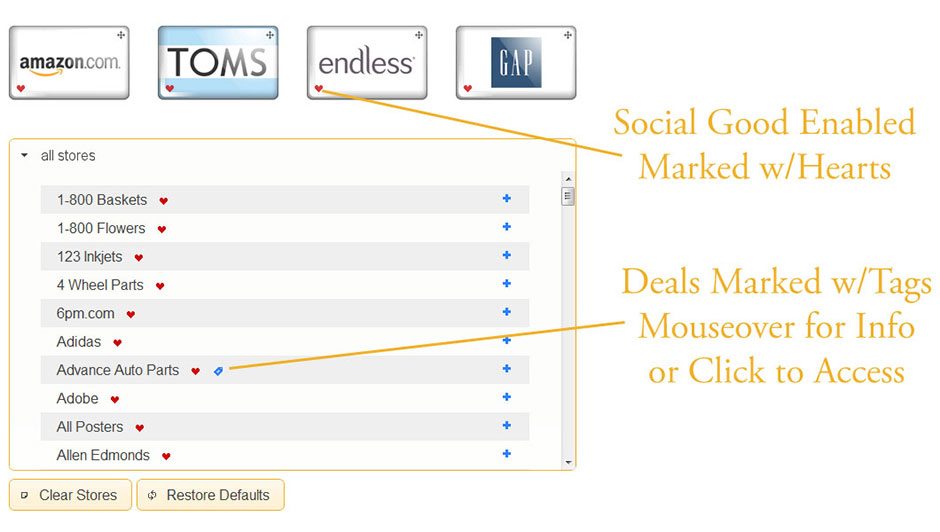 amazon.com
TOMS
endless
GAP
Social Good Enabled
Marked w/Hearts
all stores
1-800 Baskets
1-800 Flowers
123 Inkjets
4 Wheel Parts
6pm.com
Adidas
Advance Auto Parts
Adobe
All Posters
Allen Edmonds
Deals Marked w/Tags
Mouseover for Info
or Click to Access
Clear Stores
Restore Defaults